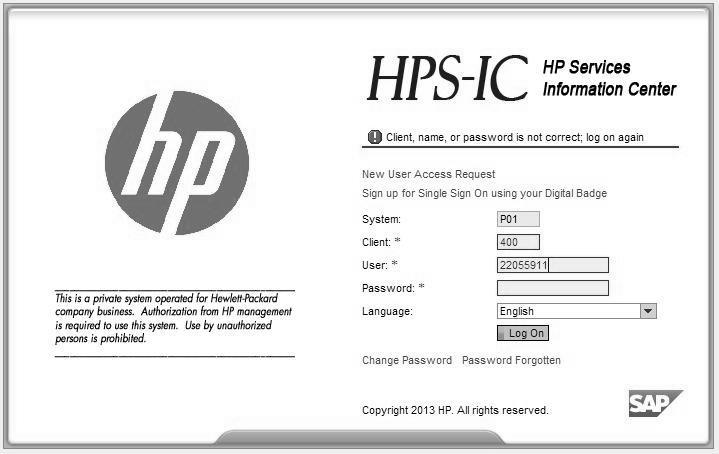 hp
This is a private system operated for Hewlett-Packard
company business. Authorization from HP management
is required to use this system. Use by unauthorized
persons is prohibited.
HPS-IC
HP Services
Information Center
Client, name, or password is not correct; log on again
New User Access Request
Sign up for Single Sign On using your Digital Badge
System: P01
Client: * 400
User: * 22055911
Password: *
Language: English
Log On
Change Password Password Forgotten
Copyright 2013 HP. All rights reserved.
SAP